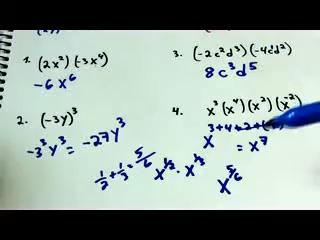 1. (2x²)(-3x⁴)
-6x⁶
2. (-3y)³
-3³y³ = -27y³
3. (-2c²d³)(-4cd²)
8c³d⁵
4. x³(x⁴)(x²)(x⁻²)
x³⁺⁴⁺²⁺⁽
= x⁷
1/2 + 1/3 = 5/6
x^1/2 · x^1/3
x^5/6